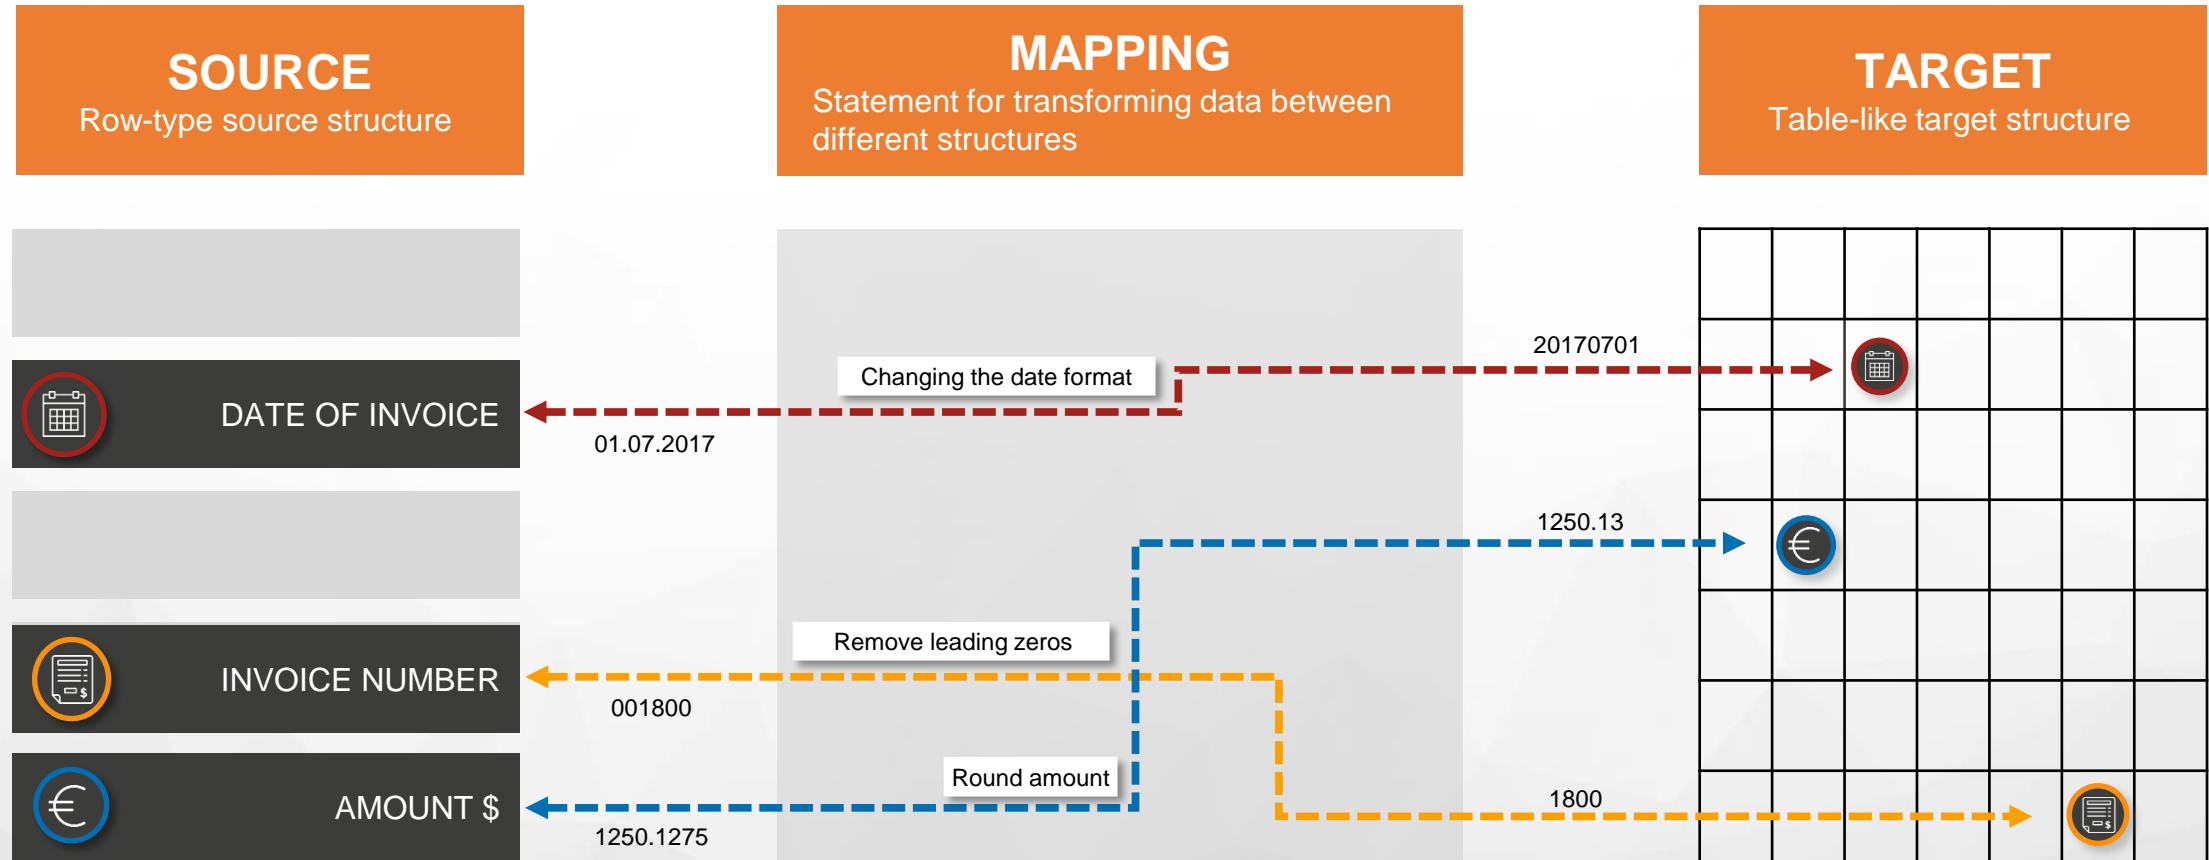 SOURCE
Row-type source structure
MAPPING
Statement for transforming data between
different structures
TARGET
Table-like target structure
20170701
Changing the date format
DATE OF INVOICE
01.07.2017
1250.13
Remove leading zeros
INVOICE NUMBER
001800
Round amount
1800
AMOUNT $
1250.1275